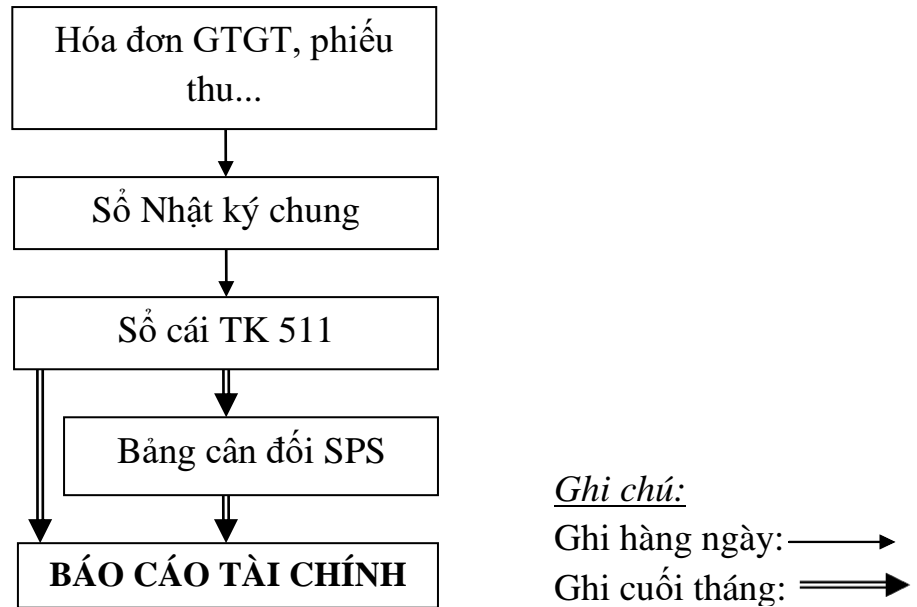 Hóa đơn GTGT, phiếu
thu...
Sổ Nhật ký chung
Sổ cái TK 511
Bảng cân đối SPS
BÁO CÁO TÀI CHÍNH
Ghi chú:
Ghi hàng ngày:
Ghi cuối tháng: